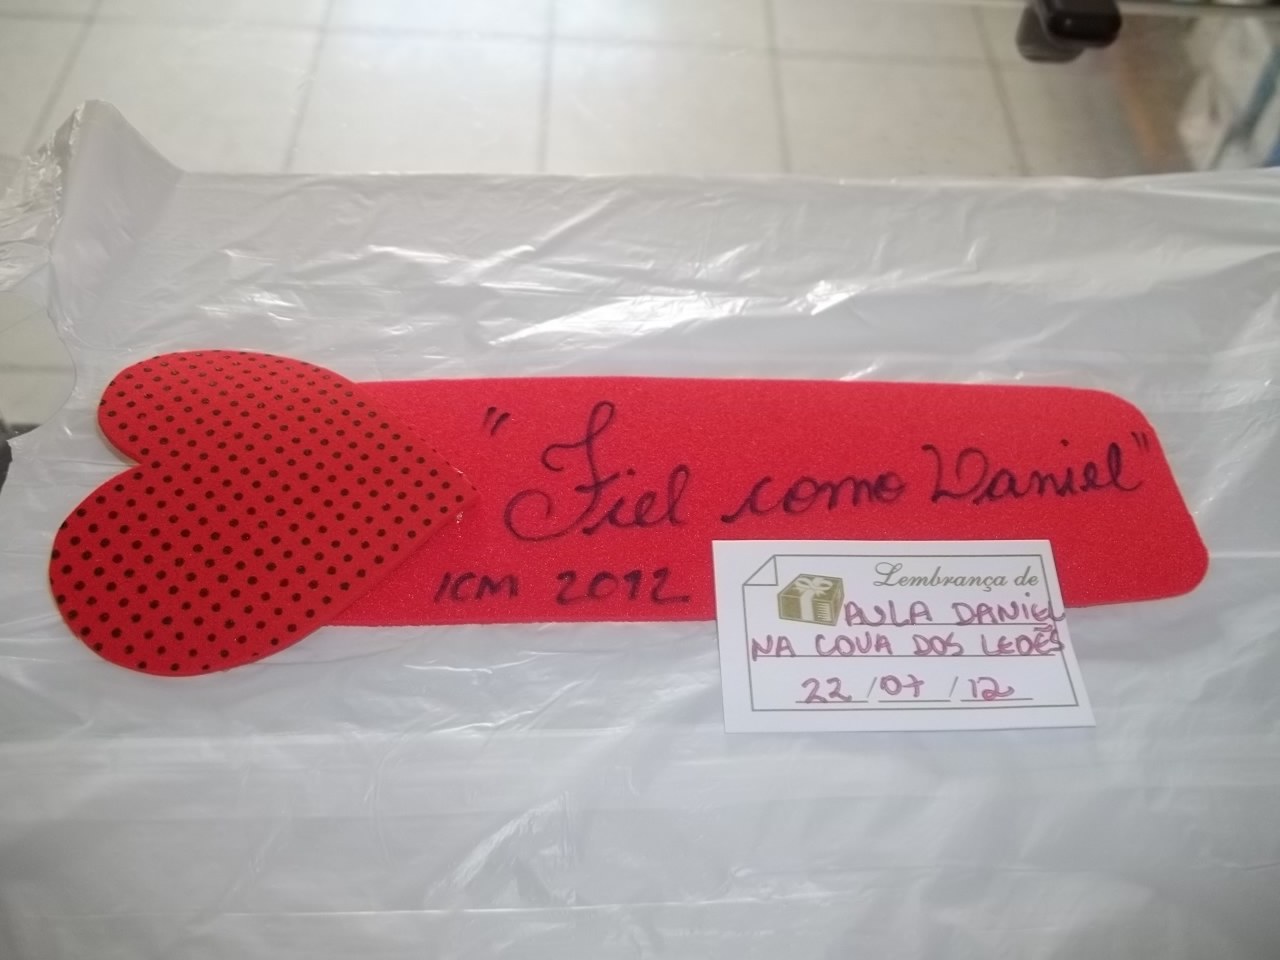 "Fiel como Daniel"
ICM 2012
Lembrança de
AULA DANIEL
NA COVA DOS LEÕES
22/07/12